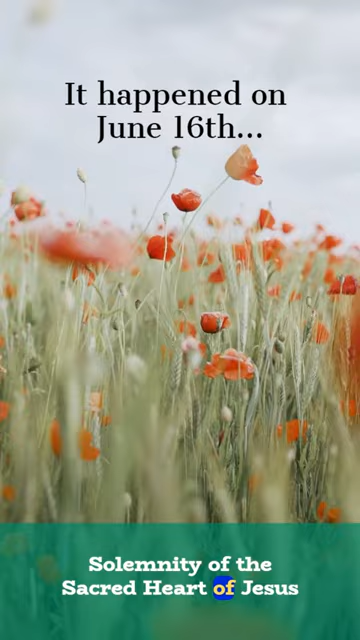 It happened on
June 16th...
Solemnity of the
Sacred Heart of Jesus